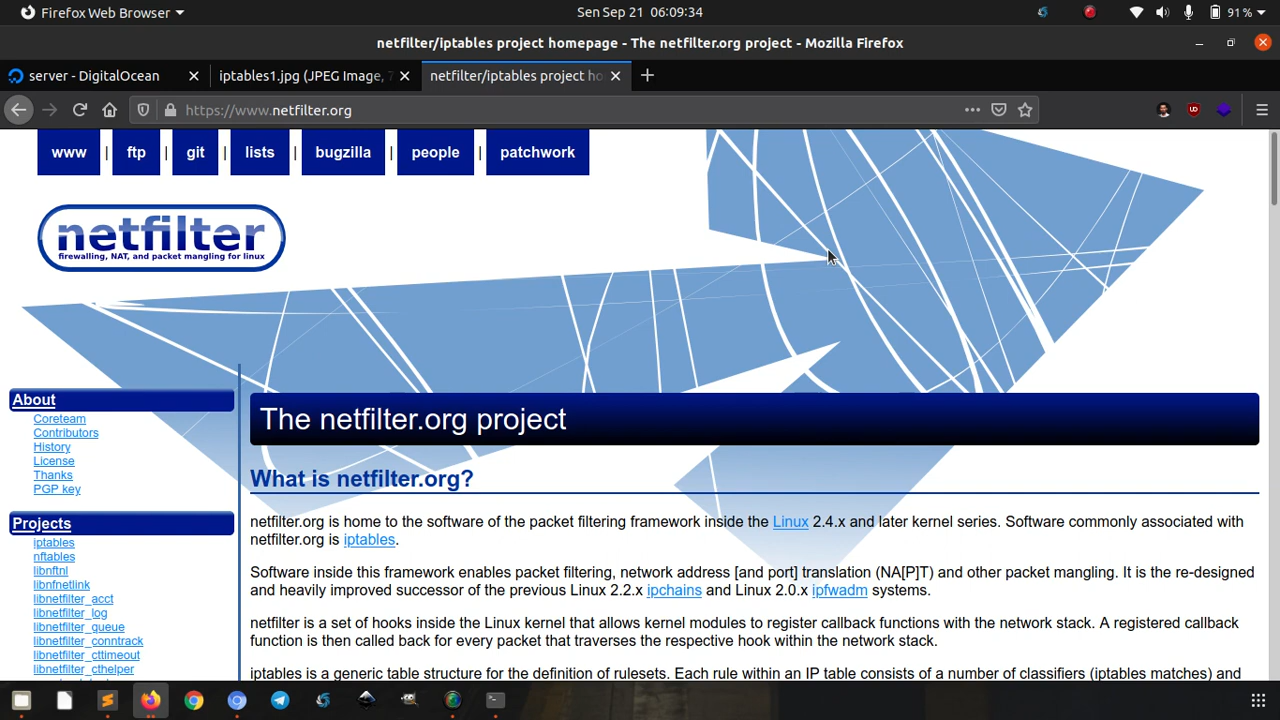 Firefox Web Browser
Sen Sep 21 06:09:34
91 %
netfilter/iptables project homepage - The netfilter.org project - Mozilla Firefox
server - DigitalOcean
iptables1.jpg (JPEG Image, 7
netfilter/iptables project ho
https://www.netfilter.org
www | ftp | git | lists | bugzilla | people | patchwork
netfilter
firewalling, NAT, and packet mangling for linux
About
Coreteam
Contributors
History
License
Thanks
PGP key
Projects
iptables
nftables
libnftnl
libnfnetlink
libnetfilter_acct
libnetfilter_log
libnetfilter_queue
libnetfilter_conntrack
libnetfilter_cttimeout
libnetfilter_cthelper
The netfilter.org project
What is netfilter.org?
netfilter.org is home to the software of the packet filtering framework inside the Linux 2.4.x and later kernel series. Software commonly associated with
netfilter.org is iptables.
Software inside this framework enables packet filtering, network address [and port] translation (NA[P]T) and other packet mangling. It is the re-designed
and heavily improved successor of the previous Linux 2.2.x ipchains and Linux 2.0.x ipfwadm systems.
netfilter is a set of hooks inside the Linux kernel that allows kernel modules to register callback functions with the network stack. A registered callback
function is then called back for every packet that traverses the respective hook within the network stack.
iptables is a generic table structure for the definition of rulesets. Each rule within an IP table consists of a number of classifiers (iptables matches) and